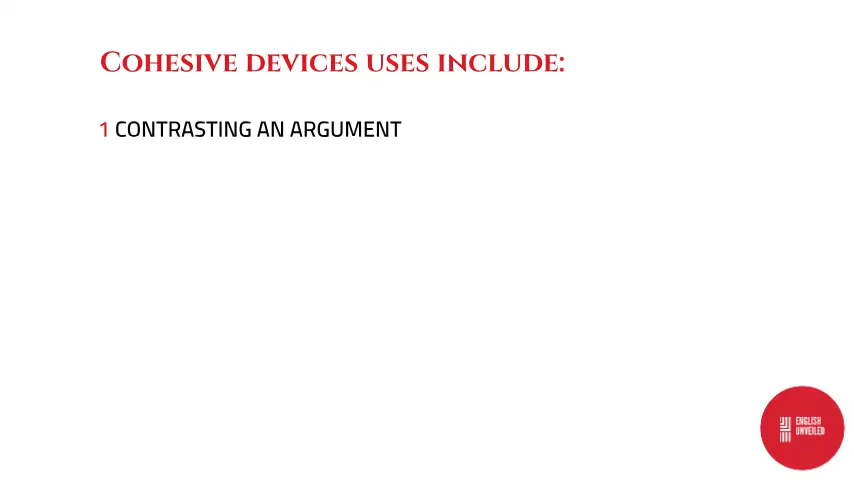 Cohesive devices uses include:
1 CONTRASTING AN ARGUMENT
ENGLISH
UNVEILED